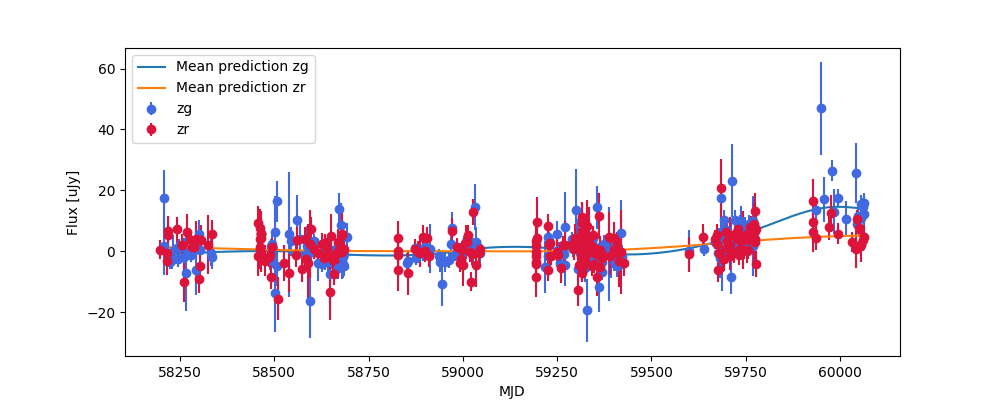 60
40
20
0
−20
Flux [uJy]
Mean prediction zg
Mean prediction zr
zg
zr
58250 58500 58750 59000 59250 59500 59750 60000
MJD